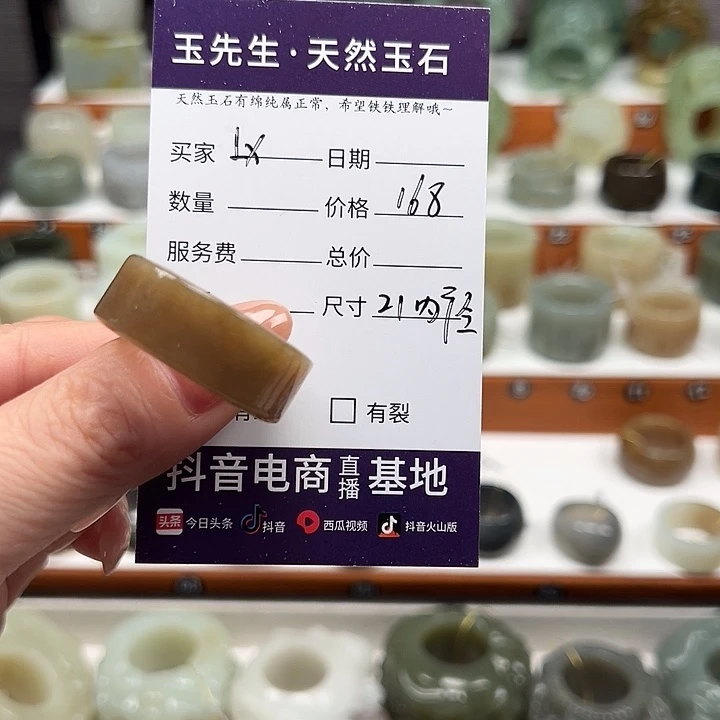 玉先生·天然玉石
天然玉石有绵纯属正常，希望铁铁理解哦~
买家 Lx 日期
数量 价格 168
服务费 总价
尺寸 21内径
有裂
抖音电商直播基地
头条 今日头条 抖音 西瓜视频 抖音火山版